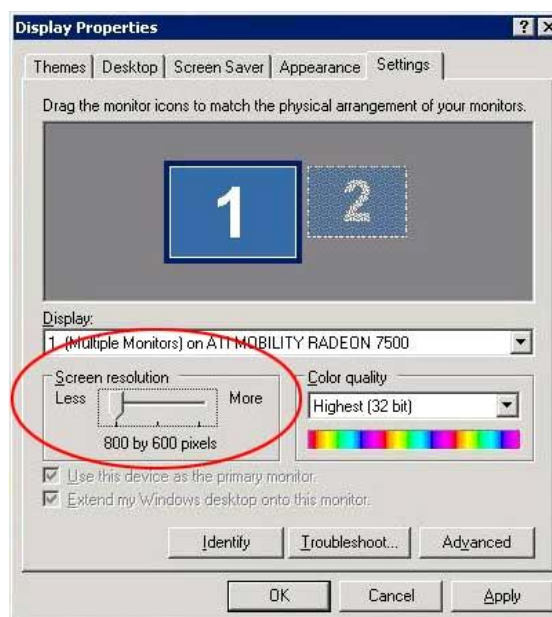 Display Properties
Themes Desktop Screen Saver Appearance Settings
Drag the monitor icons to match the physical arrangement of your monitors.
1 2
Display:
1. (Multiple Monitors) on ATI MOBILITY RADEON 7500
Screen resolution
Less More
800 by 600 pixels
Color quality
Highest (32 bit)
Use this device as the primary monitor.
Extend my Windows desktop onto this monitor.
Identify Troubleshoot... Advanced
OK Cancel Apply